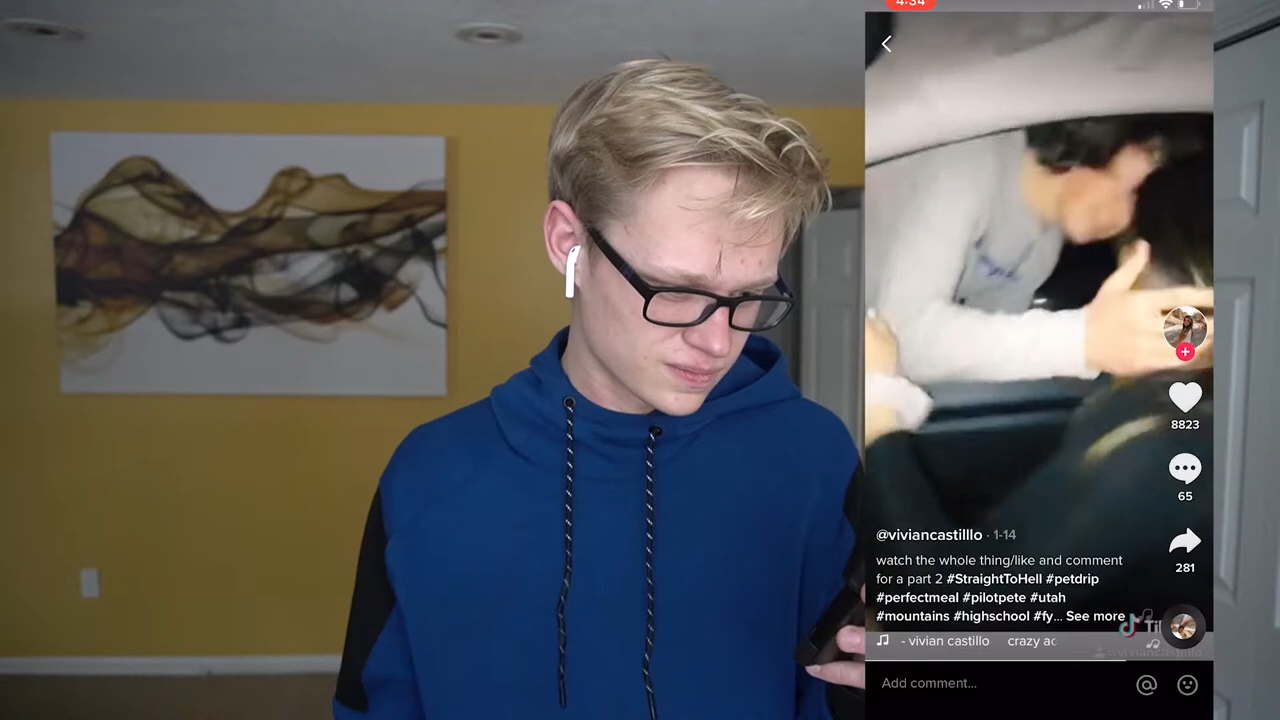 4:34
8823
65
281
@viviancastilllo · 1-14
watch the whole thing/like and comment
for a part 2 #StraightToHell #petdrip
#perfectmeal #pilotpete #utah
#mountains #highschool #fy... See more
- vivian castillo crazy ac
Add comment...